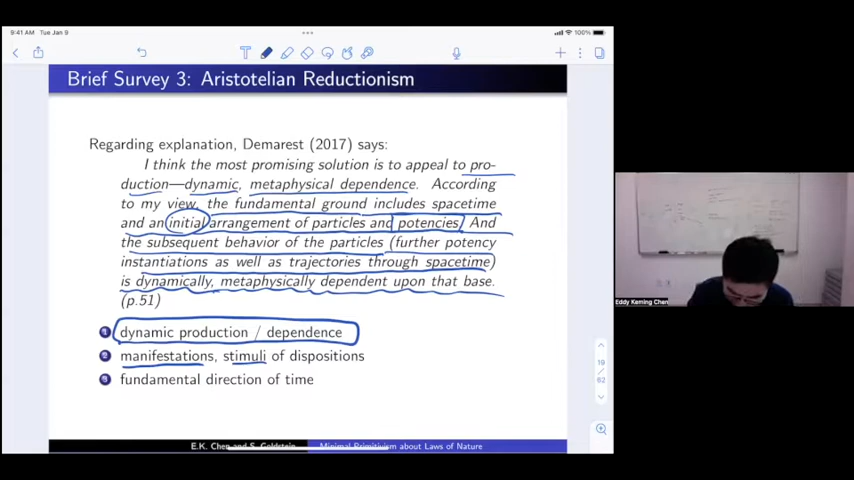 9:41 AM Tue Jan 9
100%
Brief Survey 3: Aristotelian Reductionism
Regarding explanation, Demarest (2017) says:
I think the most promising solution is to appeal to pro-
duction—dynamic, metaphysical dependence. According
to my view, the fundamental ground includes spacetime
and an initial arrangement of particles and potencies. And
the subsequent behavior of the particles (further potency
instantiations as well as trajectories through spacetime)
is dynamically, metaphysically dependent upon that base.
(p.51)
1 dynamic production / dependence
2 manifestations, stimuli of dispositions
3 fundamental direction of time
19
/
62
E.K. Chen and S. Goldstein
Minimal Primitivism about Laws of Nature
Eddy Keming Chen